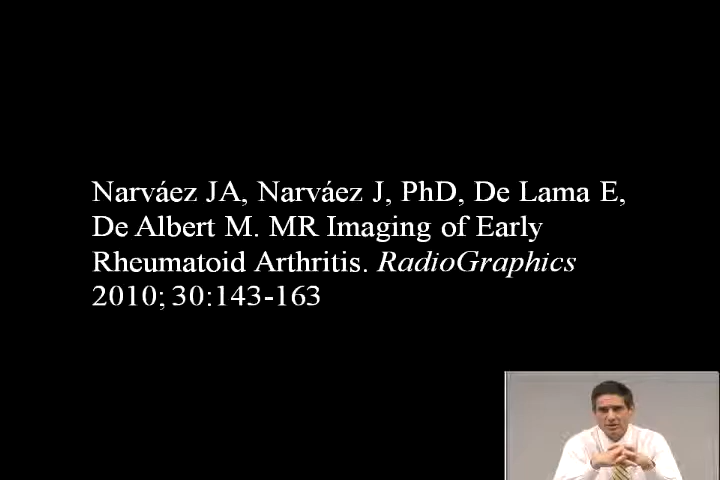 Narváez JA, Narváez J, PhD, De Lama E,
De Albert M. MR Imaging of Early
Rheumatoid Arthritis. RadioGraphics
2010; 30:143-163